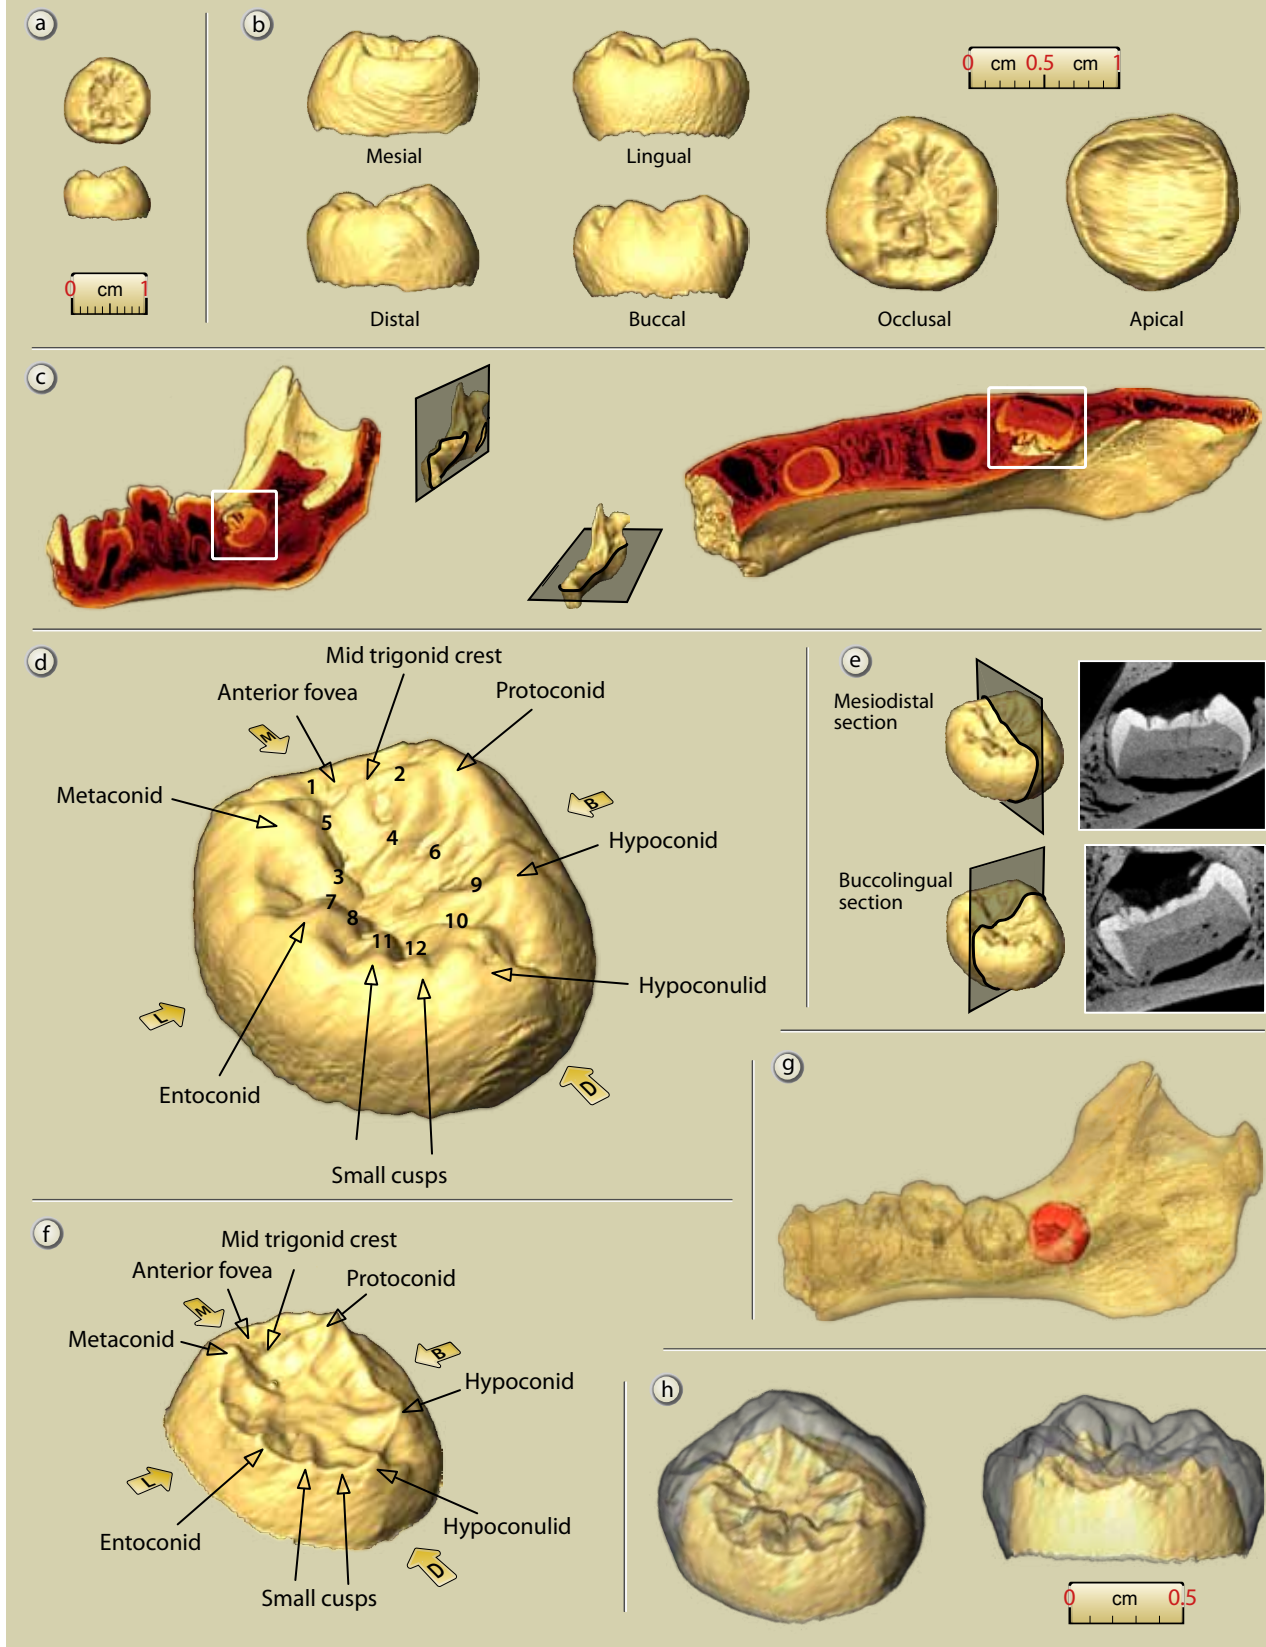 a
0 cm 1
b
Mesial
Lingual
0 cm 0.5 cm 1
Distal
Buccal
Occlusal
Apical
c
d
Mid trigonid crest
Anterior fovea
Protoconid
M
Metaconid
B
Hypoconid
1
2
5
4
6
3
9
7
8
10
11
12
Hypoconulid
L
Entoconid
D
Small cusps
e
Mesiodistal
section
Buccolingual
section
f
Mid trigonid crest
Anterior fovea
Protoconid
M
Metaconid
B
Hypoconid
L
Entoconid
Hypoconulid
D
Small cusps
g
h
0 cm 0.5